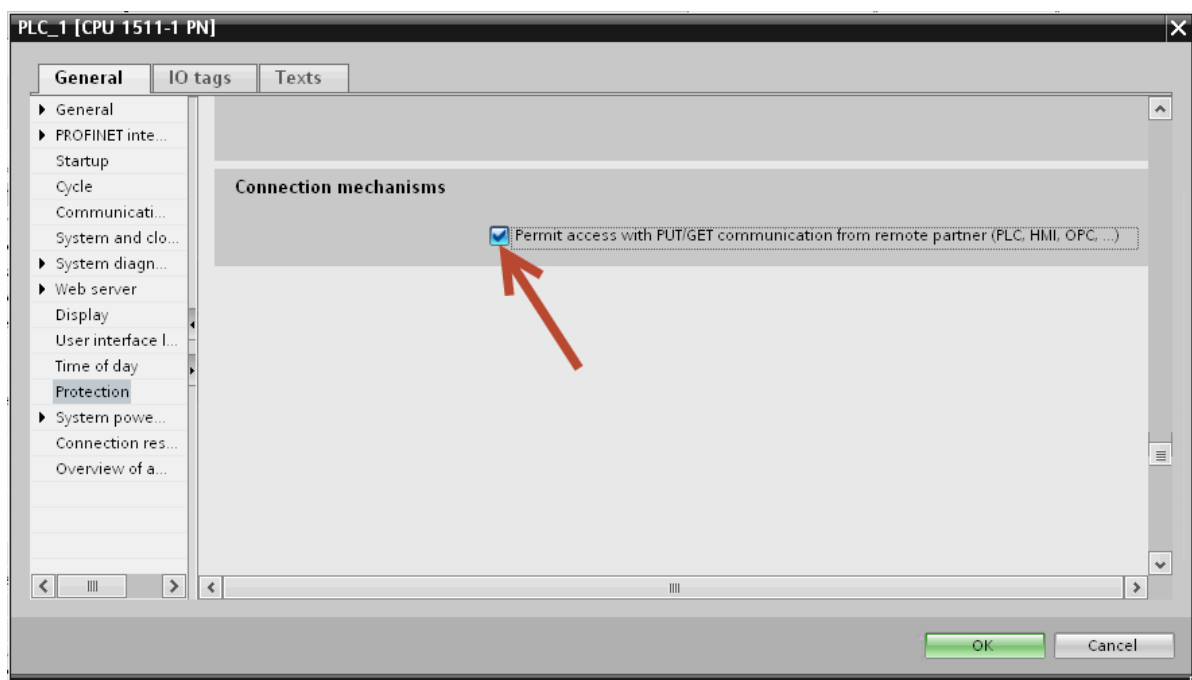 PLC_1 [CPU 1511-1 PN]
General IO tags Texts
General
PROFINET inte...
Startup
Cycle
Communicati...
System and clo...
System diagn...
Web server
Display
User interface l...
Time of day
Protection
System powe...
Connection res...
Overview of a...
Connection mechanisms
Permit access with PUT/GET communication from remote partner (PLC, HMI, OPC, ...)
OK Cancel